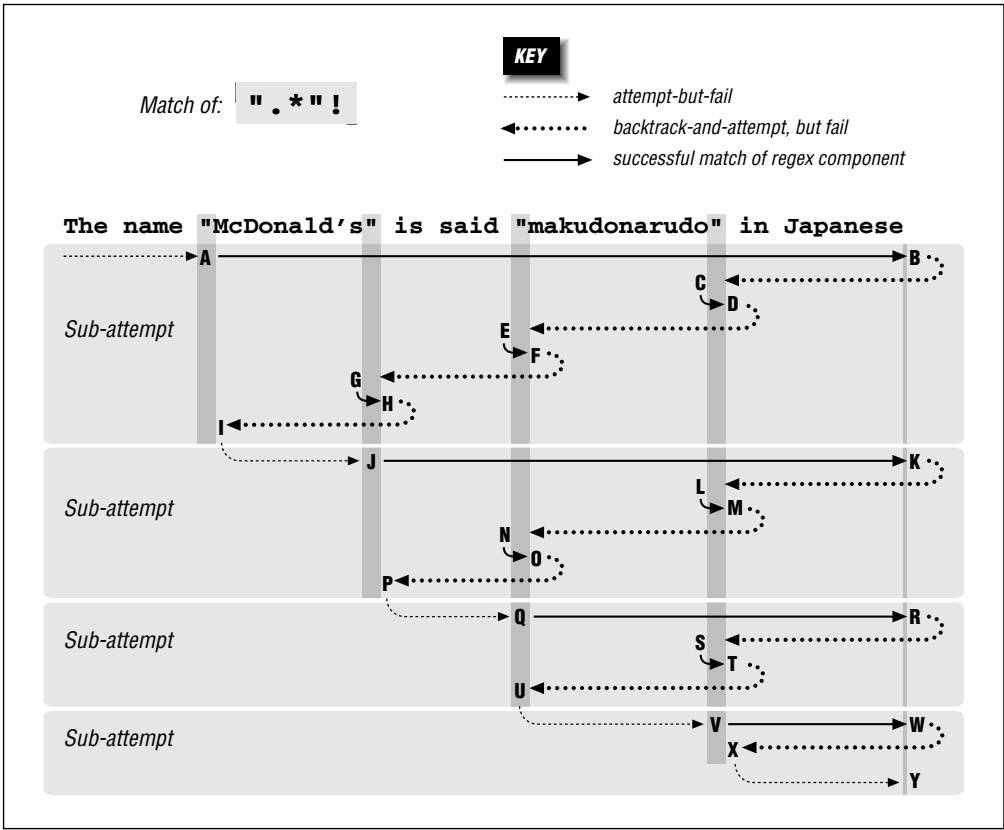 KEY
Match of: ".*"!
attempt-but-fail
backtrack-and-attempt, but fail
successful match of regex component
The name "McDonald's" is said "makudonarudo" in Japanese
A B
C D
Sub-attempt
E F
G H
I
J K
L M
Sub-attempt
N O
P
Q R
Sub-attempt
S T
U
V W
Sub-attempt
X
Y